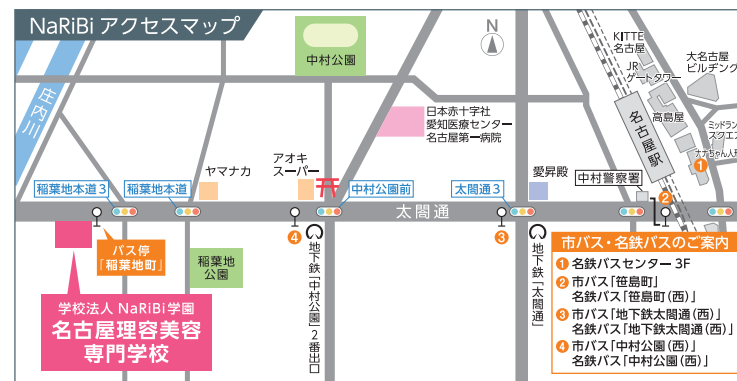 NaRiBi アクセスマップ
N
中村公園
KITTE
名古屋
JR
ゲートタワー
大名古屋
ビルヂング
庄内川
日本赤十字社
愛知医療センター
名古屋第一病院
名古屋駅
高島屋
ミッドラン
スクエア
ナナちゃん人形
1
ヤマナカ
アオキ
スーパー
愛昇殿
中村警察署
稲葉地本道3
稲葉地本道
中村公園前
太閤通3
太閤通
2
4
3
バス停
「稲葉地町」
稲葉地
公園
地下鉄「中村公園」2番出口
地下鉄「太閤通」
学校法人 NaRiBi学園
名古屋理容美容
専門学校
市バス・名鉄バスのご案内
1 名鉄バスセンター 3F
2 市バス「笹島町」
名鉄バス「笹島町(西)」
3 市バス「地下鉄太閤通(西)」
名鉄バス「地下鉄太閤通(西)」
4 市バス「中村公園(西)」
名鉄バス「中村公園(西)」